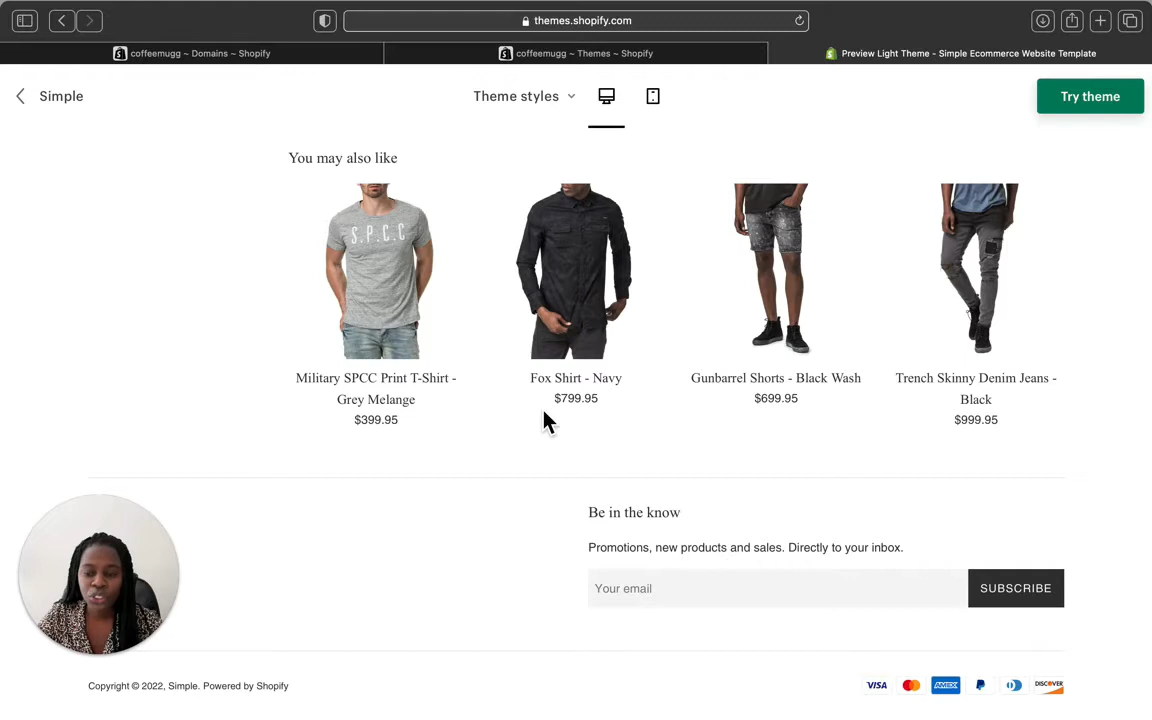 themes.shopify.com
coffeemugg ~ Domains ~ Shopify
coffeemugg ~ Themes ~ Shopify
Preview Light Theme - Simple Ecommerce Website Template
Simple
Theme styles
Try theme
You may also like
S.P.C.C
Military SPCC Print T-Shirt -
Grey Melange
$399.95
Fox Shirt - Navy
$799.95
Gunbarrel Shorts - Black Wash
$699.95
Trench Skinny Denim Jeans -
Black
$999.95
Be in the know
Promotions, new products and sales. Directly to your inbox.
Your email
SUBSCRIBE
Copyright © 2022, Simple. Powered by Shopify
VISA
AMEX
DISCOVER